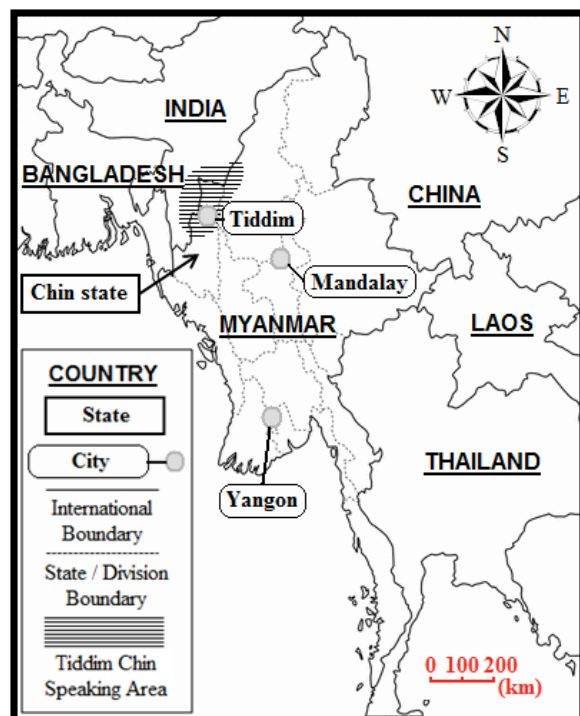 N
W E
S
INDIA
BANGLADESH
CHINA
Tiddim
Mandalay
Chin state
LAOS
MYANMAR
THAILAND
Yangon
COUNTRY
State
City
International
Boundary
State / Division
Boundary
Tiddim Chin
Speaking Area
0 100 200
(km)